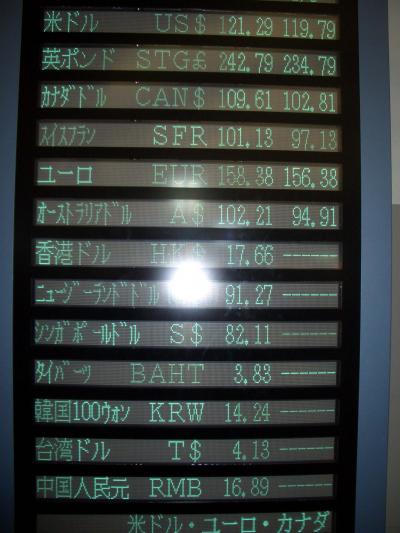 米ドル US$ 121.29 119.79
英ポンド STG£ 242.79 234.79
ｶﾅﾀﾞﾄﾞﾙ CAN$ 109.61 102.81
ｽｲｽﾌﾗﾝ SFR 101.13 97.13
ユーロ EUR 158.38 156.38
ｵｰｽﾄﾗﾘｱﾄﾞﾙ A$ 102.21 94.91
香港ドル HK$ 17.66 ------
ﾆｭｰｼﾞｰﾗﾝﾄﾞﾄﾞﾙ 91.27 ------
ｼﾝｶﾞﾎﾟｰﾙﾄﾞﾙ S$ 82.11 ------
ﾀｲﾊﾞｰﾂ BAHT 3.83 ------
韓国100ｳｫﾝ KRW 14.24 ------
台湾ドル T$ 4.13 ------
中国人民元 RMB 16.89 ------
米ドル・ユーロ・カナダ